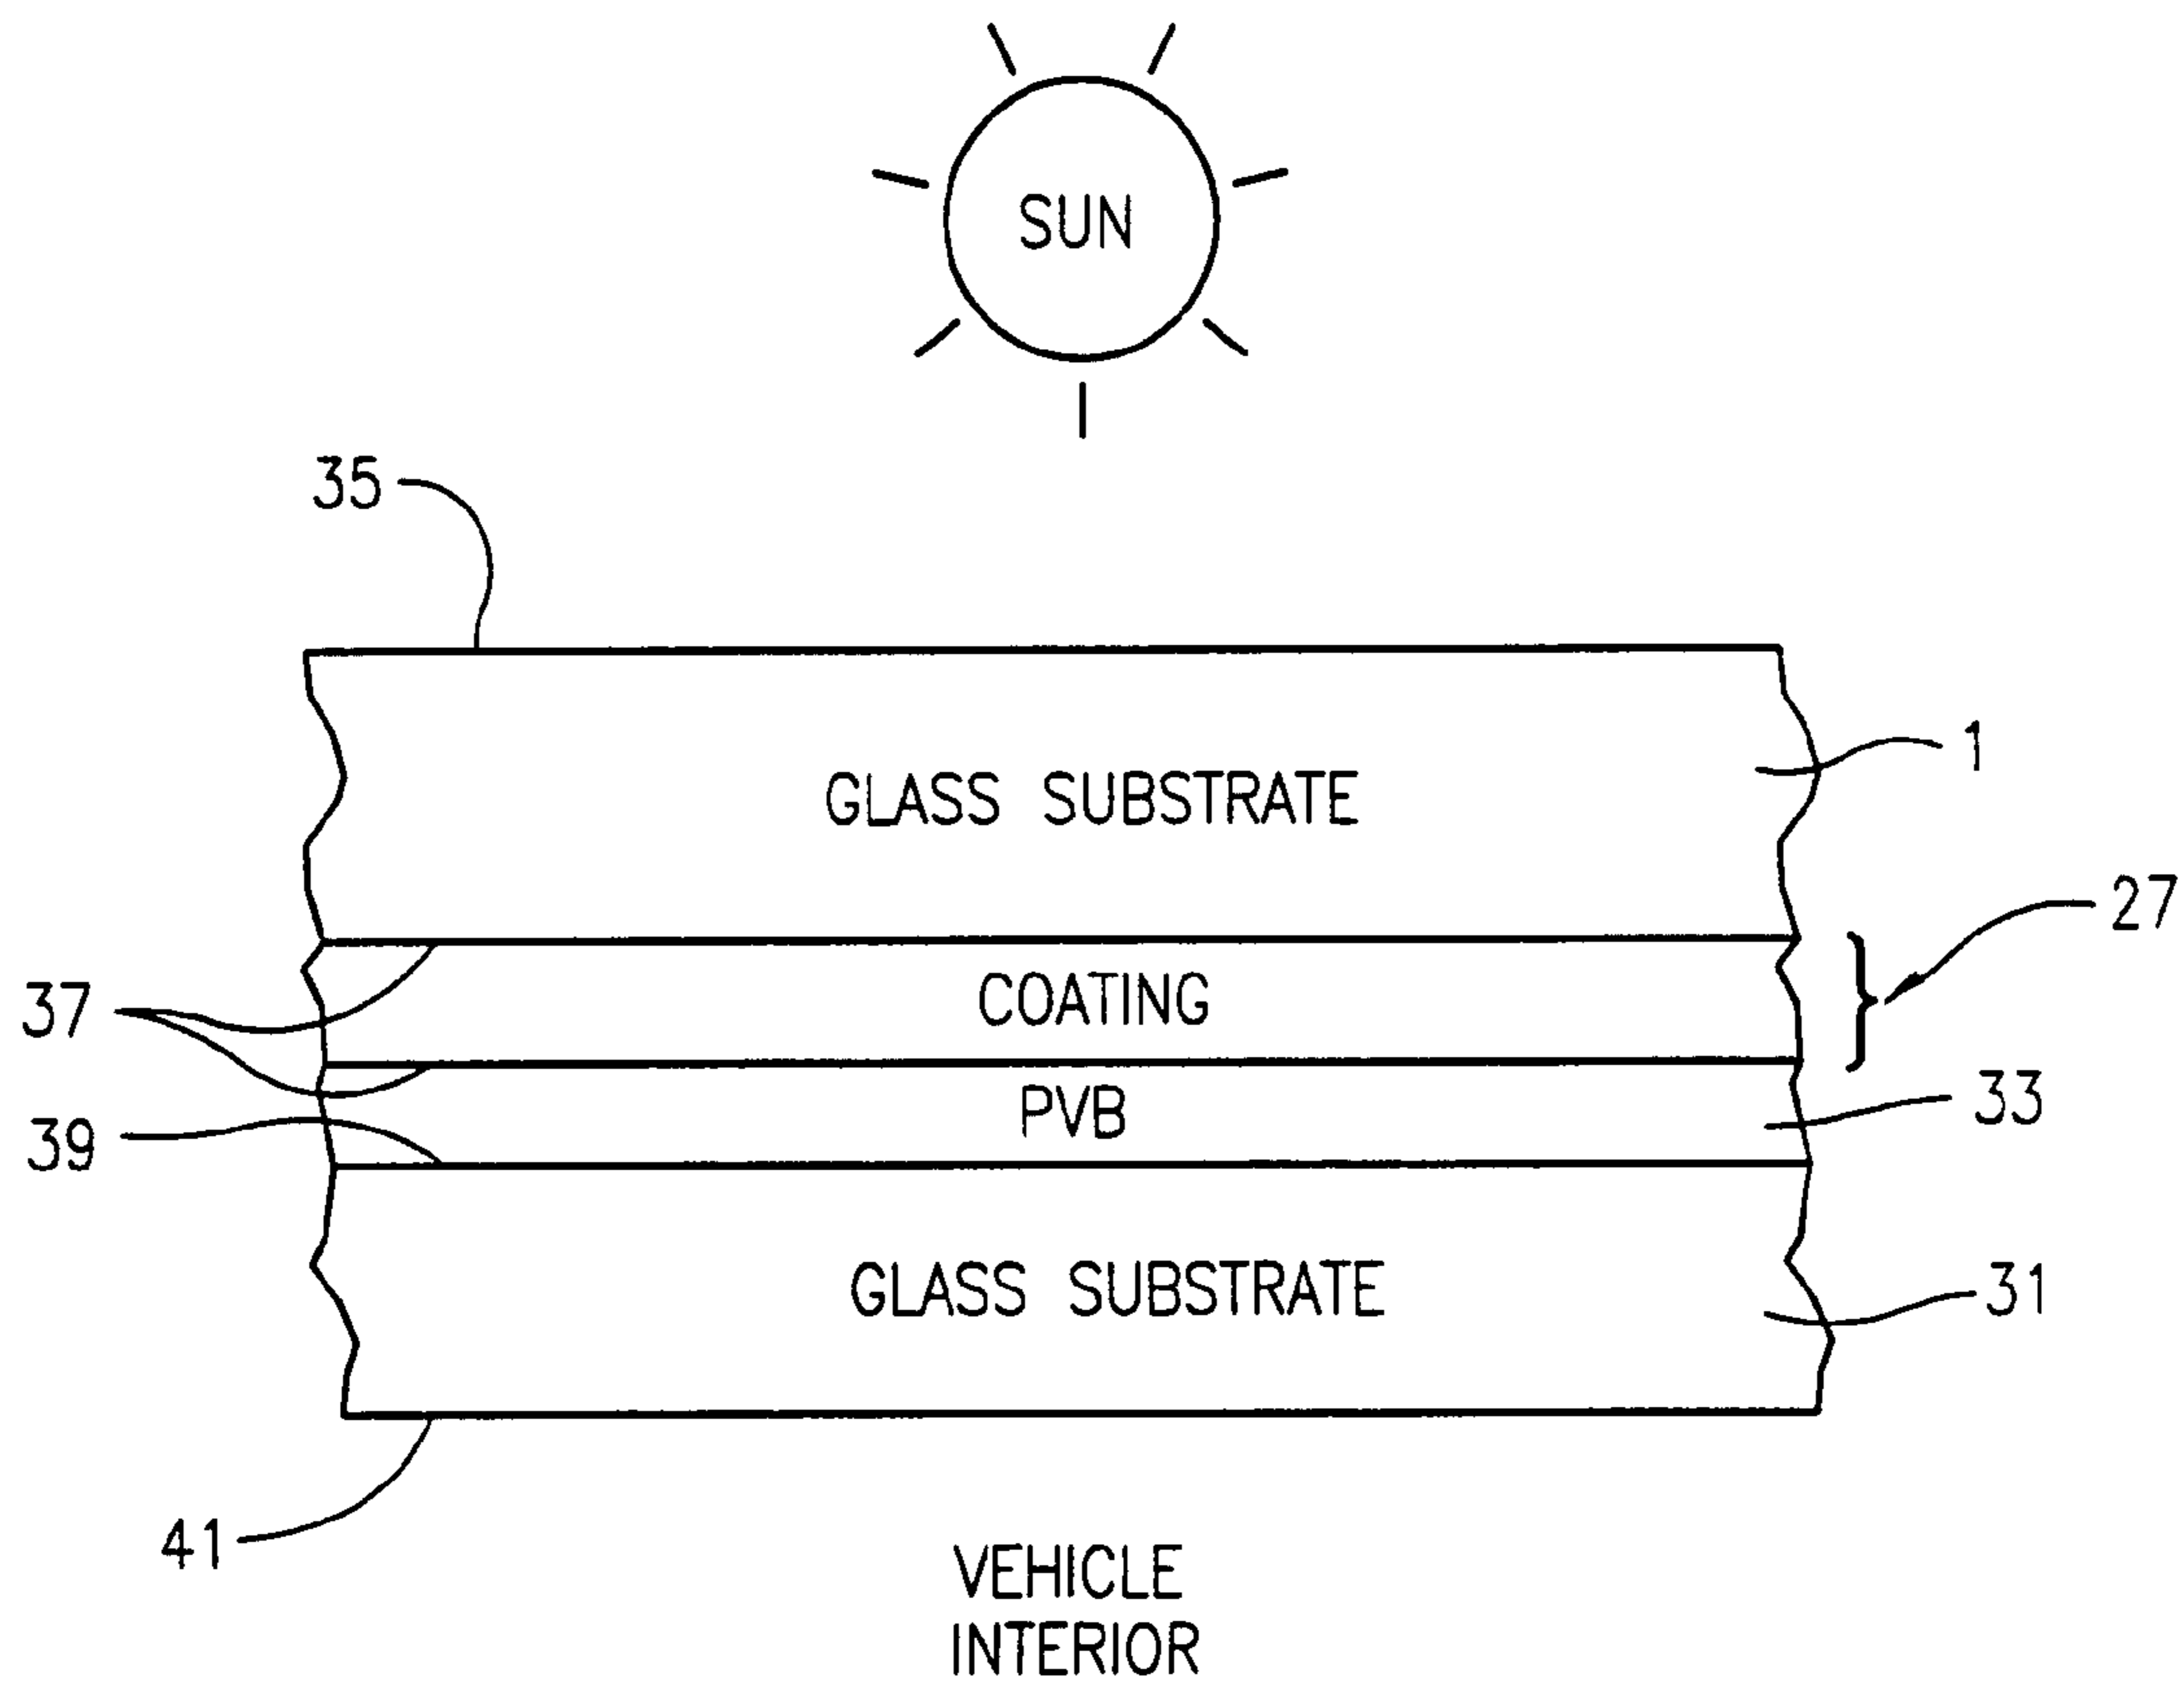 SUN
35
1
GLASS SUBSTRATE
27
COATING
37
33
PVB
39
31
GLASS SUBSTRATE
41
VEHICLE
INTERIOR